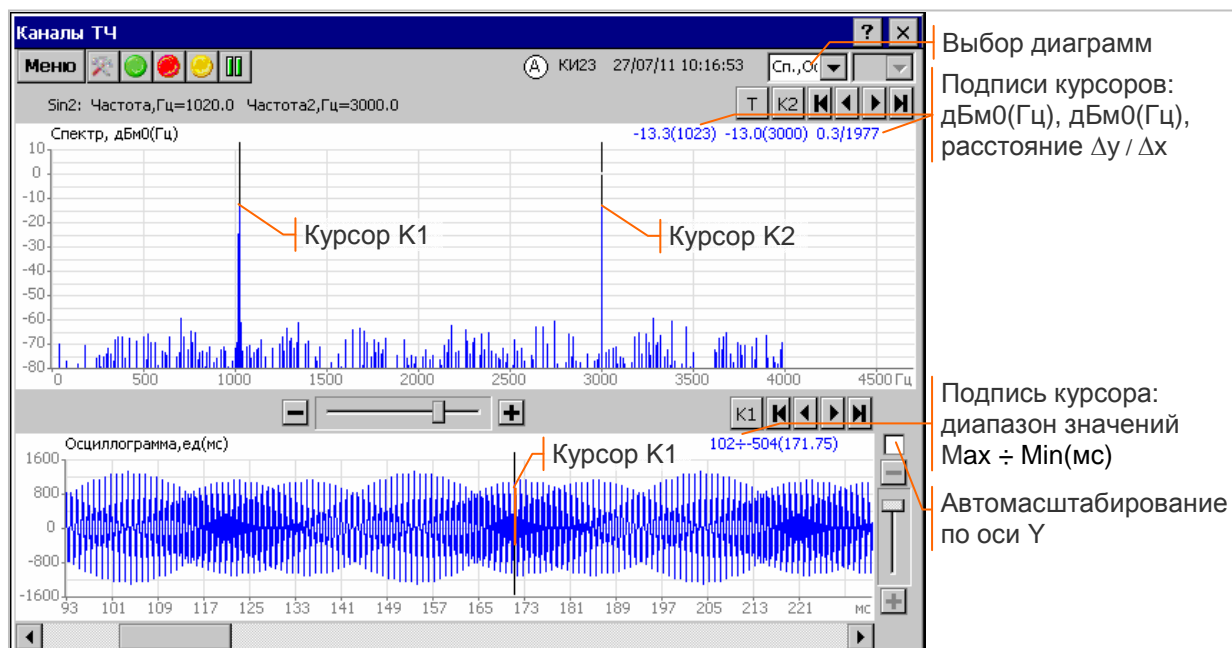 Каналы ТЧ
? ×
Меню
А КИ23 27/07/11 10:16:53 Сп.,Ос
Выбор диаграмм
Sin2: Частота,Гц=1020.0 Частота2,Гц=3000.0
T K2
Подписи курсоров:
дБм0(Гц), дБм0(Гц),
расстояние Δy / Δx
Спектр, дБм0(Гц)
-13.3(1023) -13.0(3000) 0.3/1977
10
0
-10
-20
-30
-40
-50
-60
-70
-80
Курсор K1
Курсор K2
0 500 1000 1500 2000 2500 3000 3500 4000 4500 Гц
K1
Подпись курсора:
диапазон значений
Max ÷ Min(мс)
Осциллограмма,ед(мс)
102÷-504(171.75)
Курсор K1
1600
800
0
-800
-1600
93 101 109 117 125 133 141 149 157 165 173 181 189 197 205 213 221 мс
Автомасштабирование
по оси Y